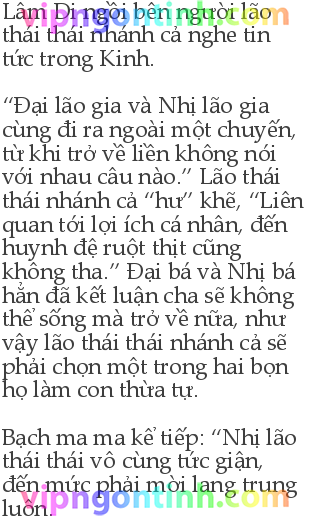 Lâm Di ngồi bên người lão
thái thái nhánh cả nghe tin
tức trong Kinh.
“Đại lão gia và Nhị lão gia
cùng đi ra ngoài một chuyến,
từ khi trở về liền không nói
với nhau câu nào.” Lão thái
thái nhánh cả “hư” khẽ, “Liên
quan tới lợi ích cá nhân, đến
huynh đệ ruột thịt cũng
không tha.” Đại bá và Nhị bá
hẳn đã kết luận cha sẽ không
thể sống mà trở về nữa, như
vậy lão thái thái nhánh cả sẽ
phải chọn một trong hai bọn
họ làm con thừa tự.
Bạch ma ma kể tiếp: “Nhị lão
thái thái vô cùng tức giận,
đến mức phải mời lang trung
luôn.
vipngontinh.com
vipngontinh.com